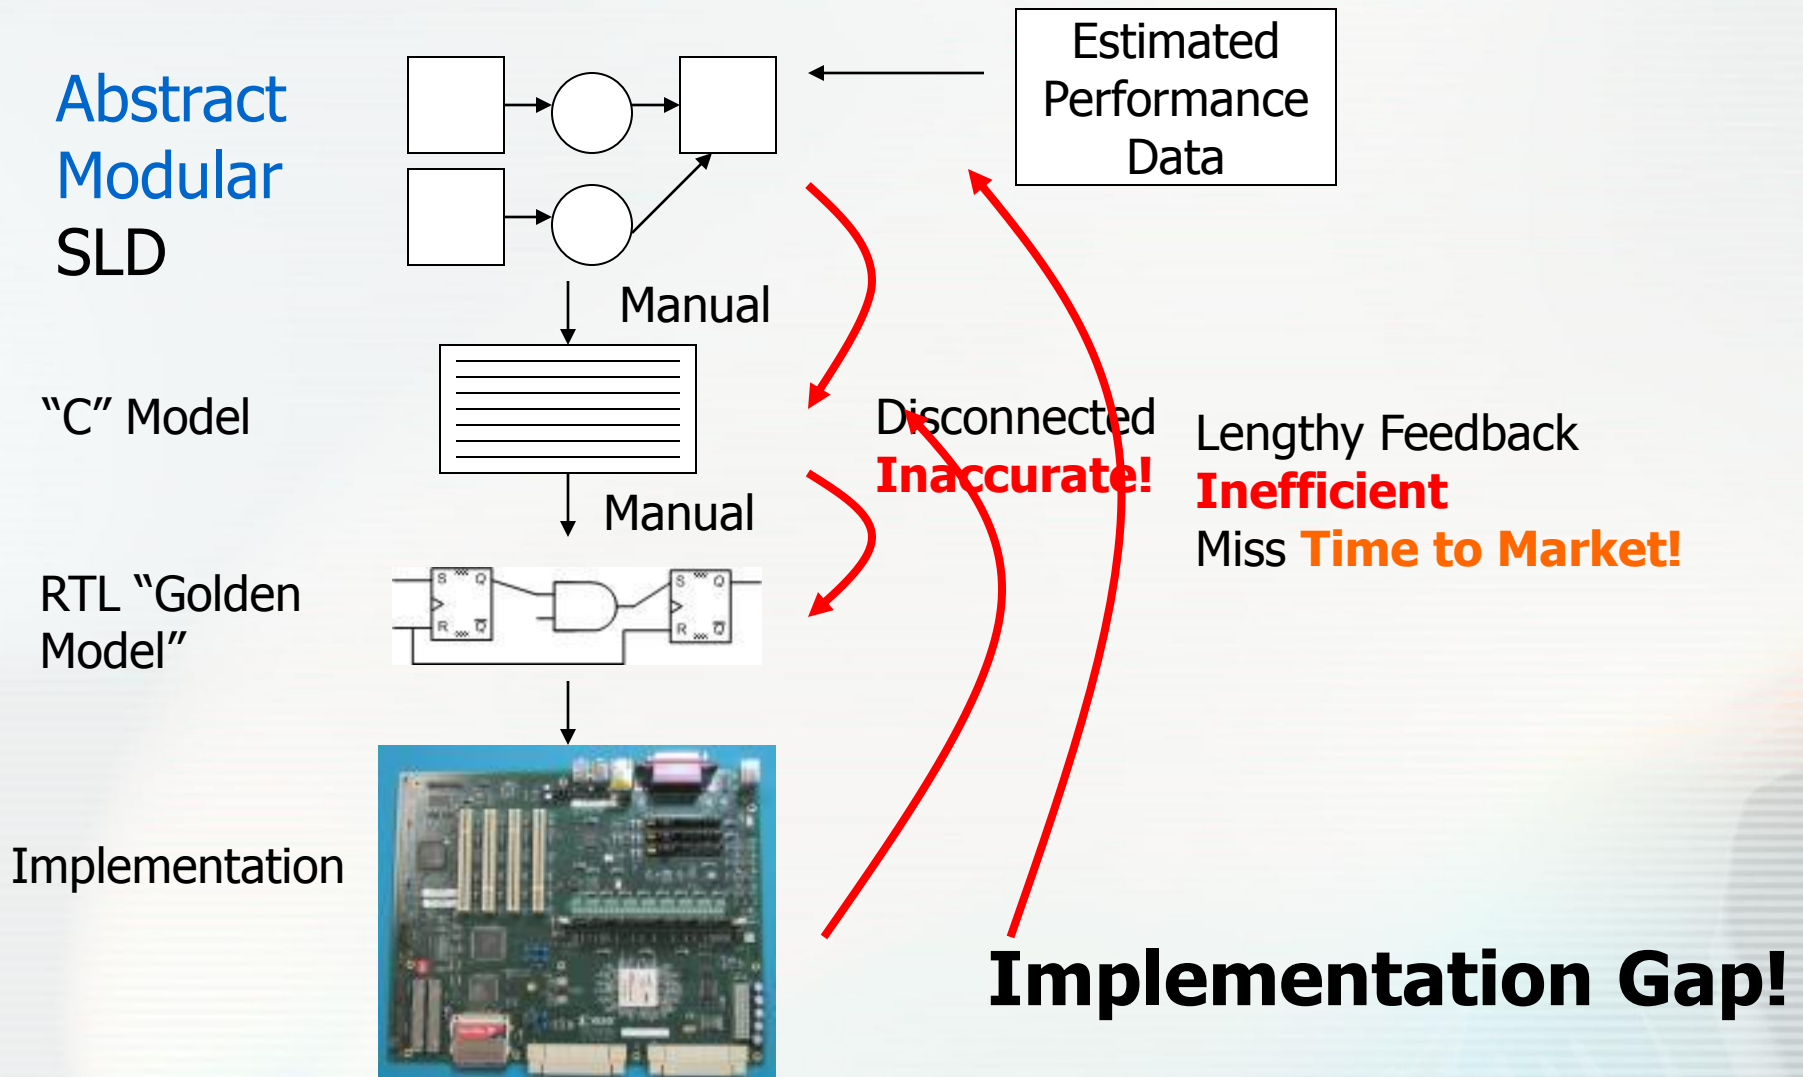 Estimated
Performance
Data
Abstract
Modular
SLD
Manual
“C” Model
Disconnected
Inaccurate!
Lengthy Feedback
Inefficient
Miss Time to Market!
Manual
RTL “Golden
Model”
S Q
R Q
S Q
R Q
Implementation
Implementation Gap!